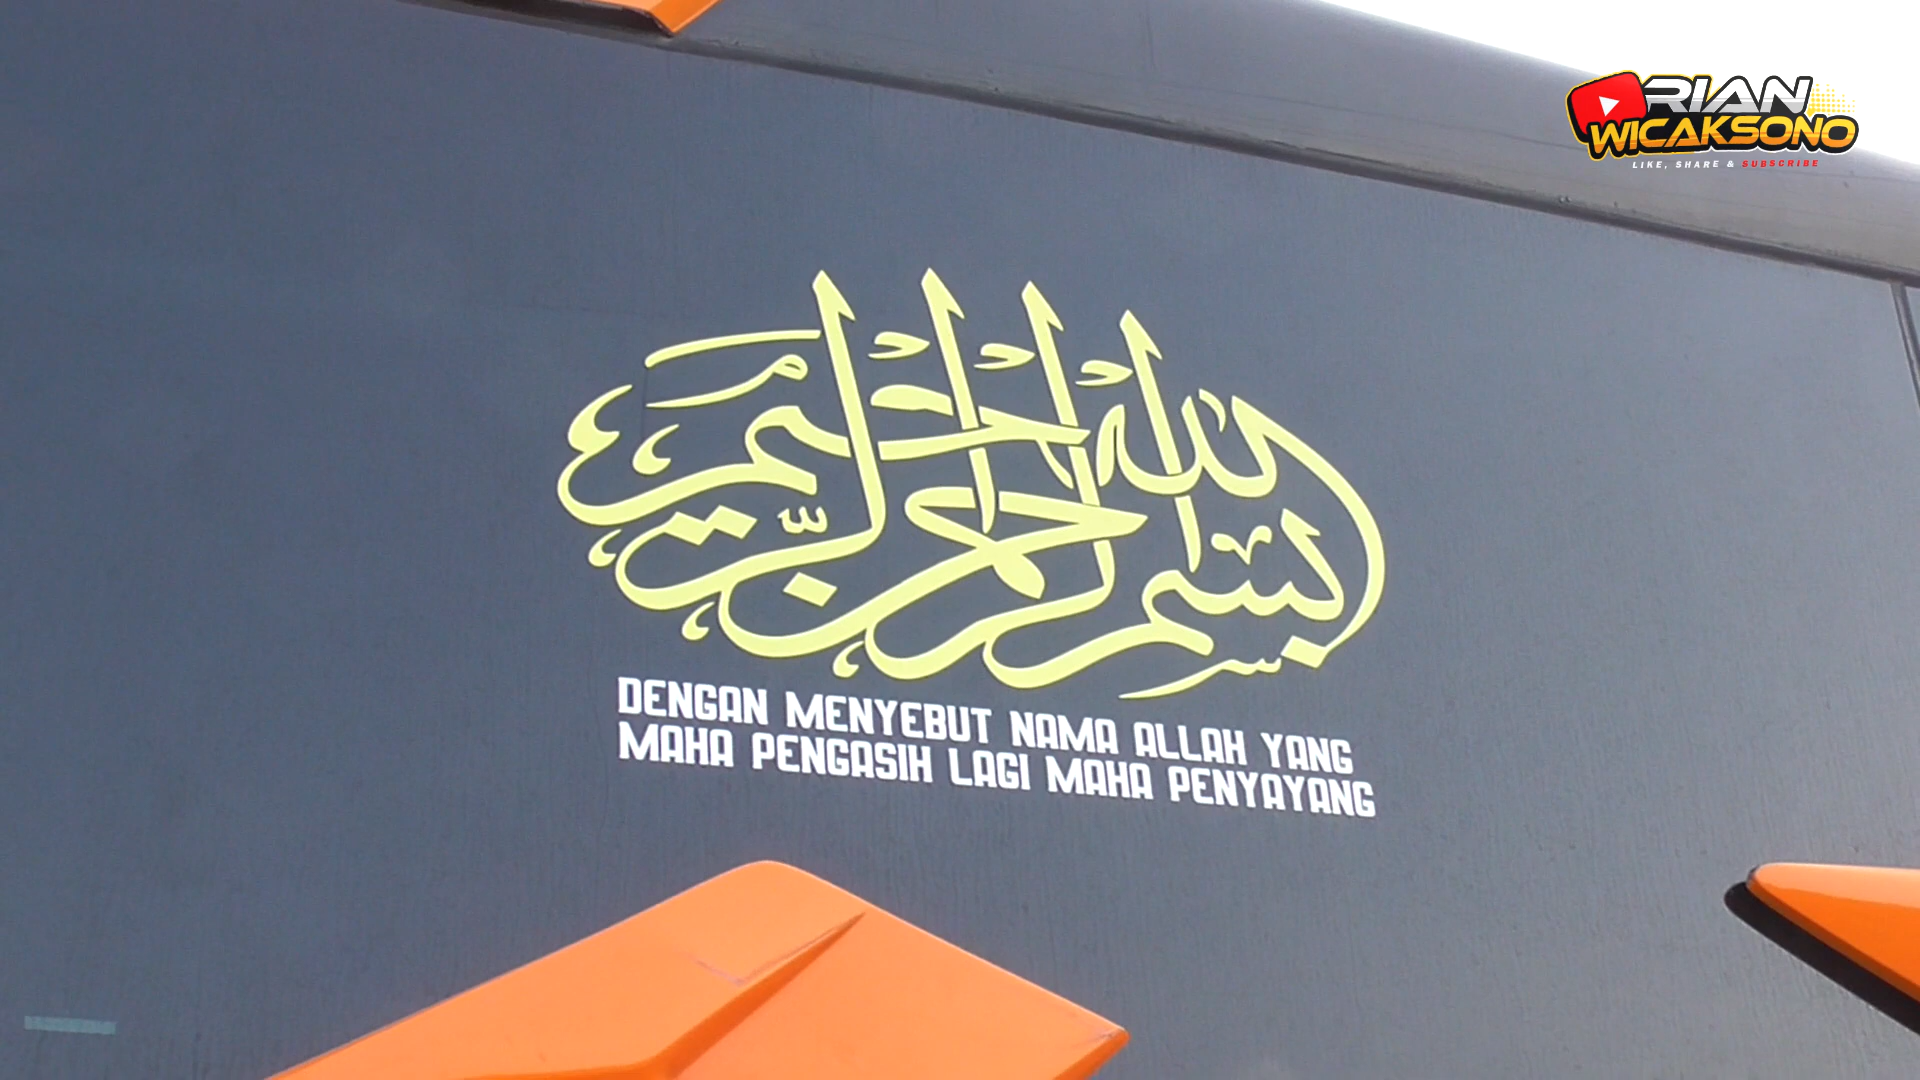 بسم الله الرحمن الرحيم
DENGAN MENYEBUT NAMA ALLAH YANG
MAHA PENGASIH LAGI MAHA PENYAYANG
RIAN
WICAKSONO
LIKE, SHARE & SUBSCRIBE